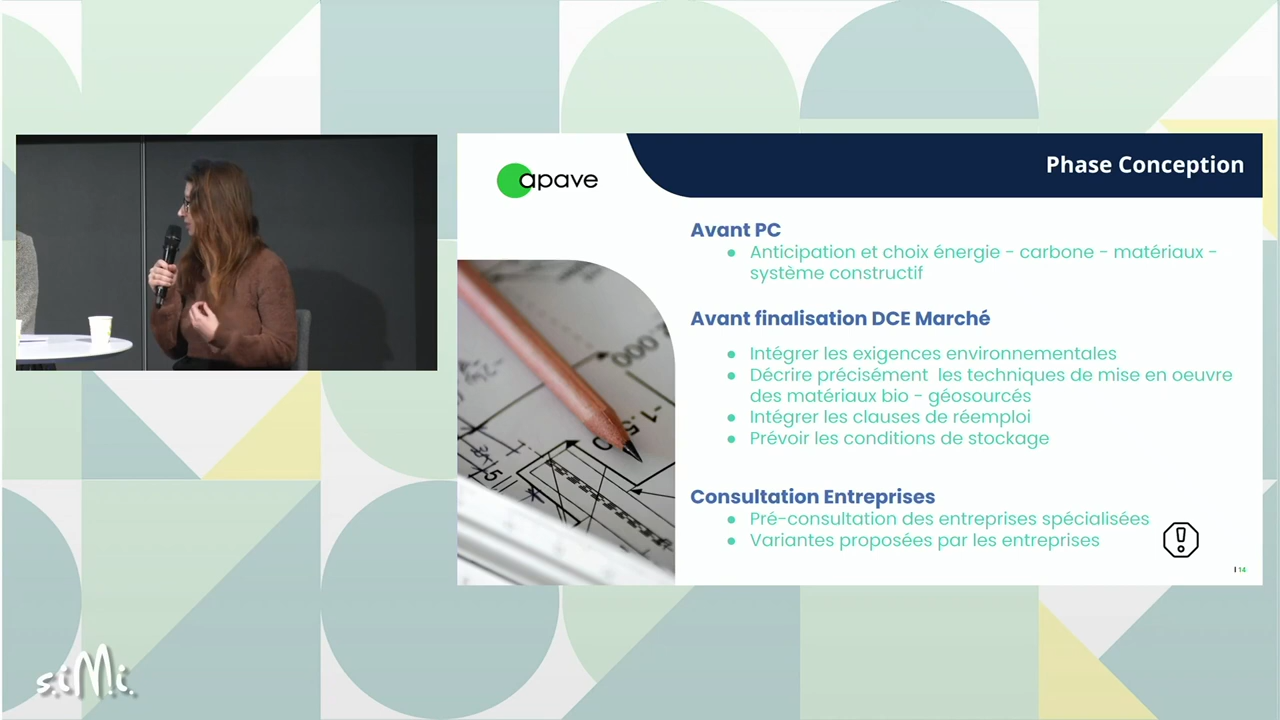 apave
Phase Conception
Avant PC
Anticipation et choix énergie - carbone - matériaux -
système constructif
Avant finalisation DCE Marché
Intégrer les exigences environnementales
Décrire précisément les techniques de mise en oeuvre
des matériaux bio - géosourcés
Intégrer les clauses de réemploi
Prévoir les conditions de stockage
Consultation Entreprises
Pré-consultation des entreprises spécialisées
Variantes proposées par les entreprises
14
s.iMi.